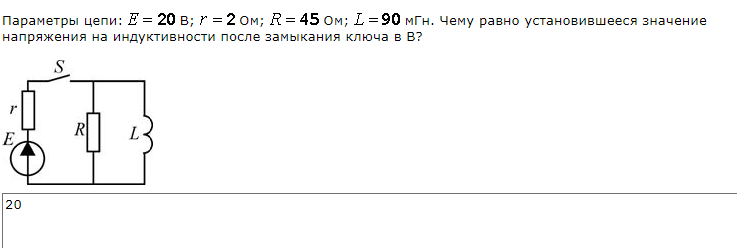 Параметры цепи: E = 20 В; r = 2 Ом; R = 45 Ом; L = 90 мГн. Чему равно установившееся значение
напряжения на индуктивности после замыкания ключа в В?
S
r
R
L
E
20